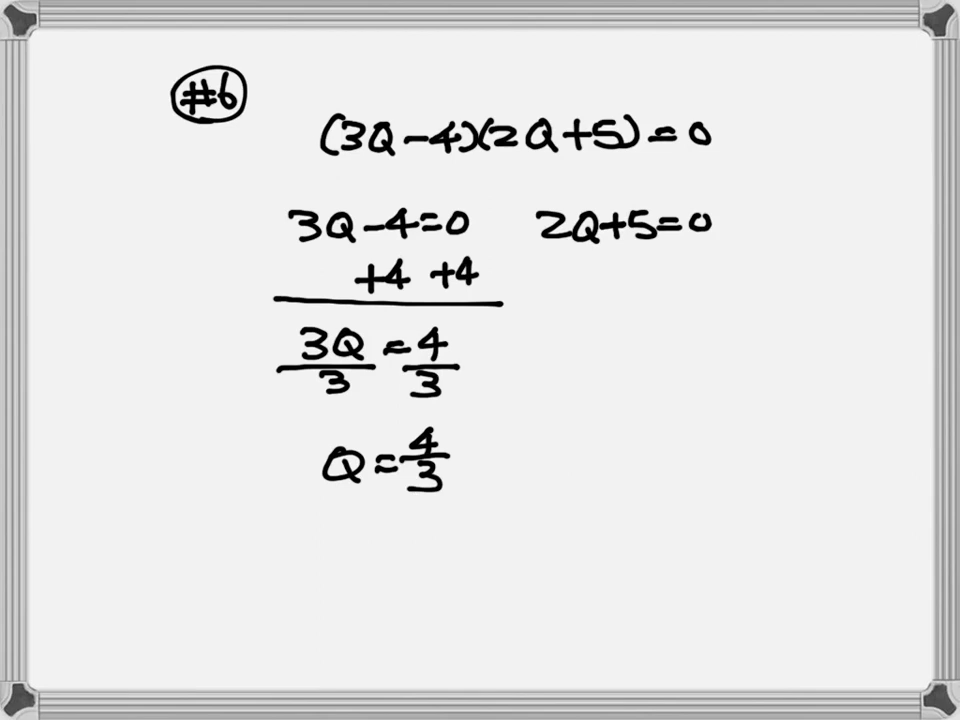 #6
(3Q-4)(2Q+5)=0
3Q-4=0 2Q+5=0
+4 +4
3Q/3 = 4/3
Q = 4/3